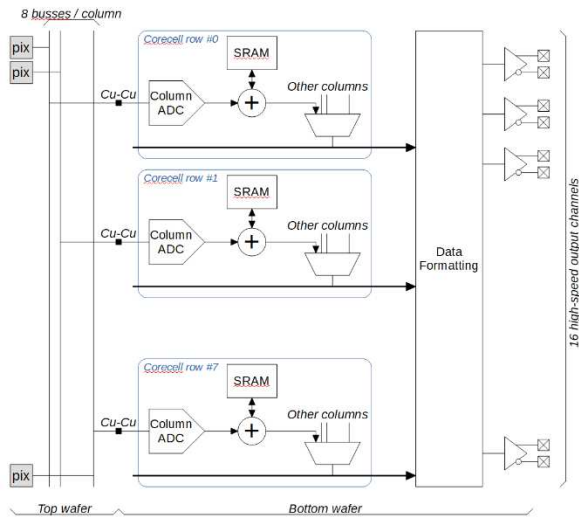 8 busses / column
pix
pix
Corecell row #0
SRAM
Other columns
Cu-Cu
Column
ADC
+
Corecell row #1
SRAM
Other columns
Cu-Cu
Column
ADC
+
Data
Formatting
16 high-speed output channels
Corecell row #7
SRAM
Other columns
Cu-Cu
Column
ADC
+
pix
Top wafer
Bottom wafer